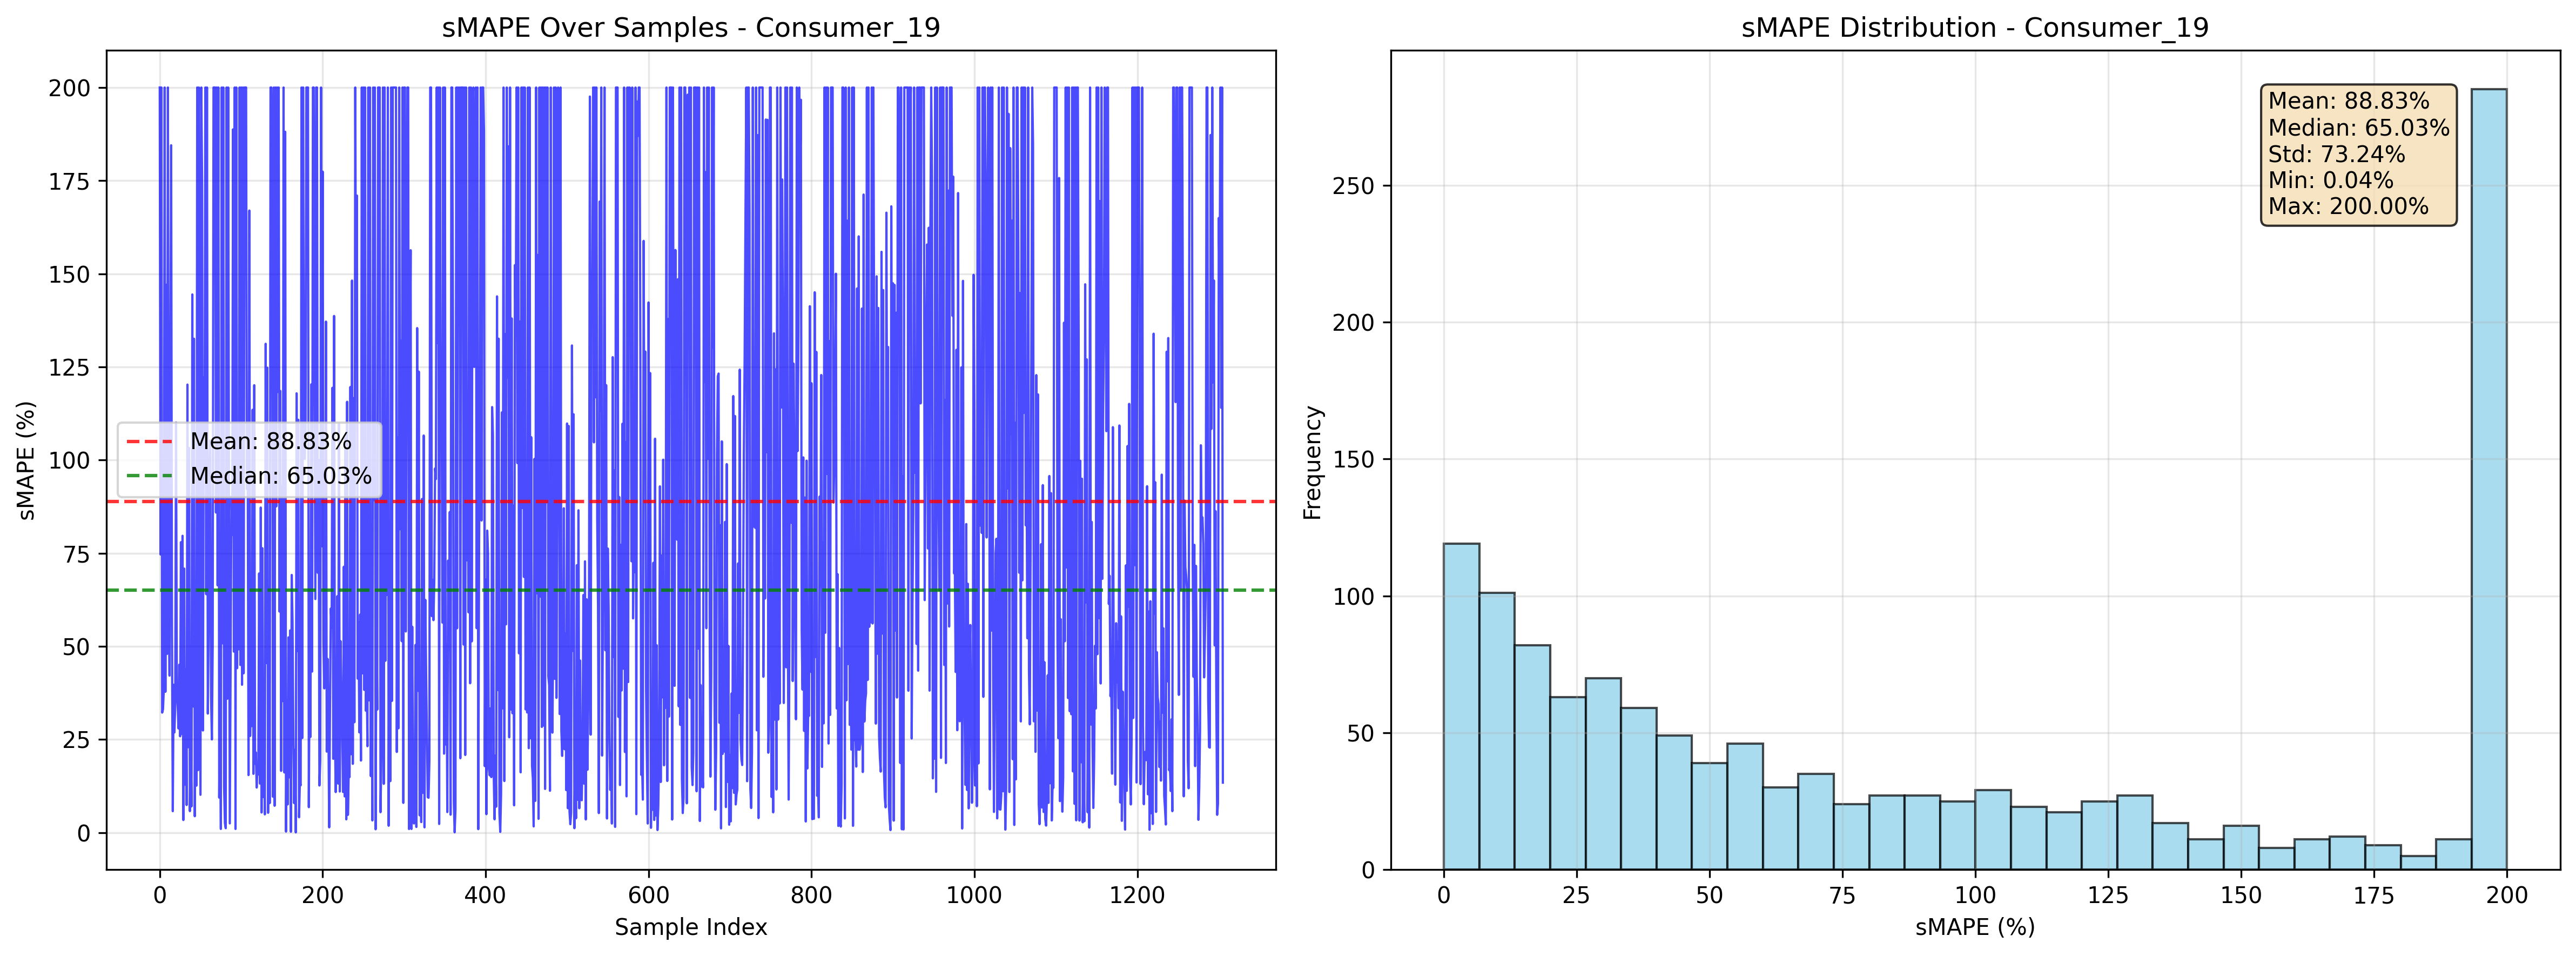 sMAPE Over Samples - Consumer_19
sMAPE (%)
200
175
150
125
100
75
50
25
0
Mean: 88.83%
Median: 65.03%
0 200 400 600 800 1000 1200
Sample Index
sMAPE Distribution - Consumer_19
Frequency
250
200
150
100
50
0
Mean: 88.83%
Median: 65.03%
Std: 73.24%
Min: 0.04%
Max: 200.00%
0 25 50 75 100 125 150 175 200
sMAPE (%)